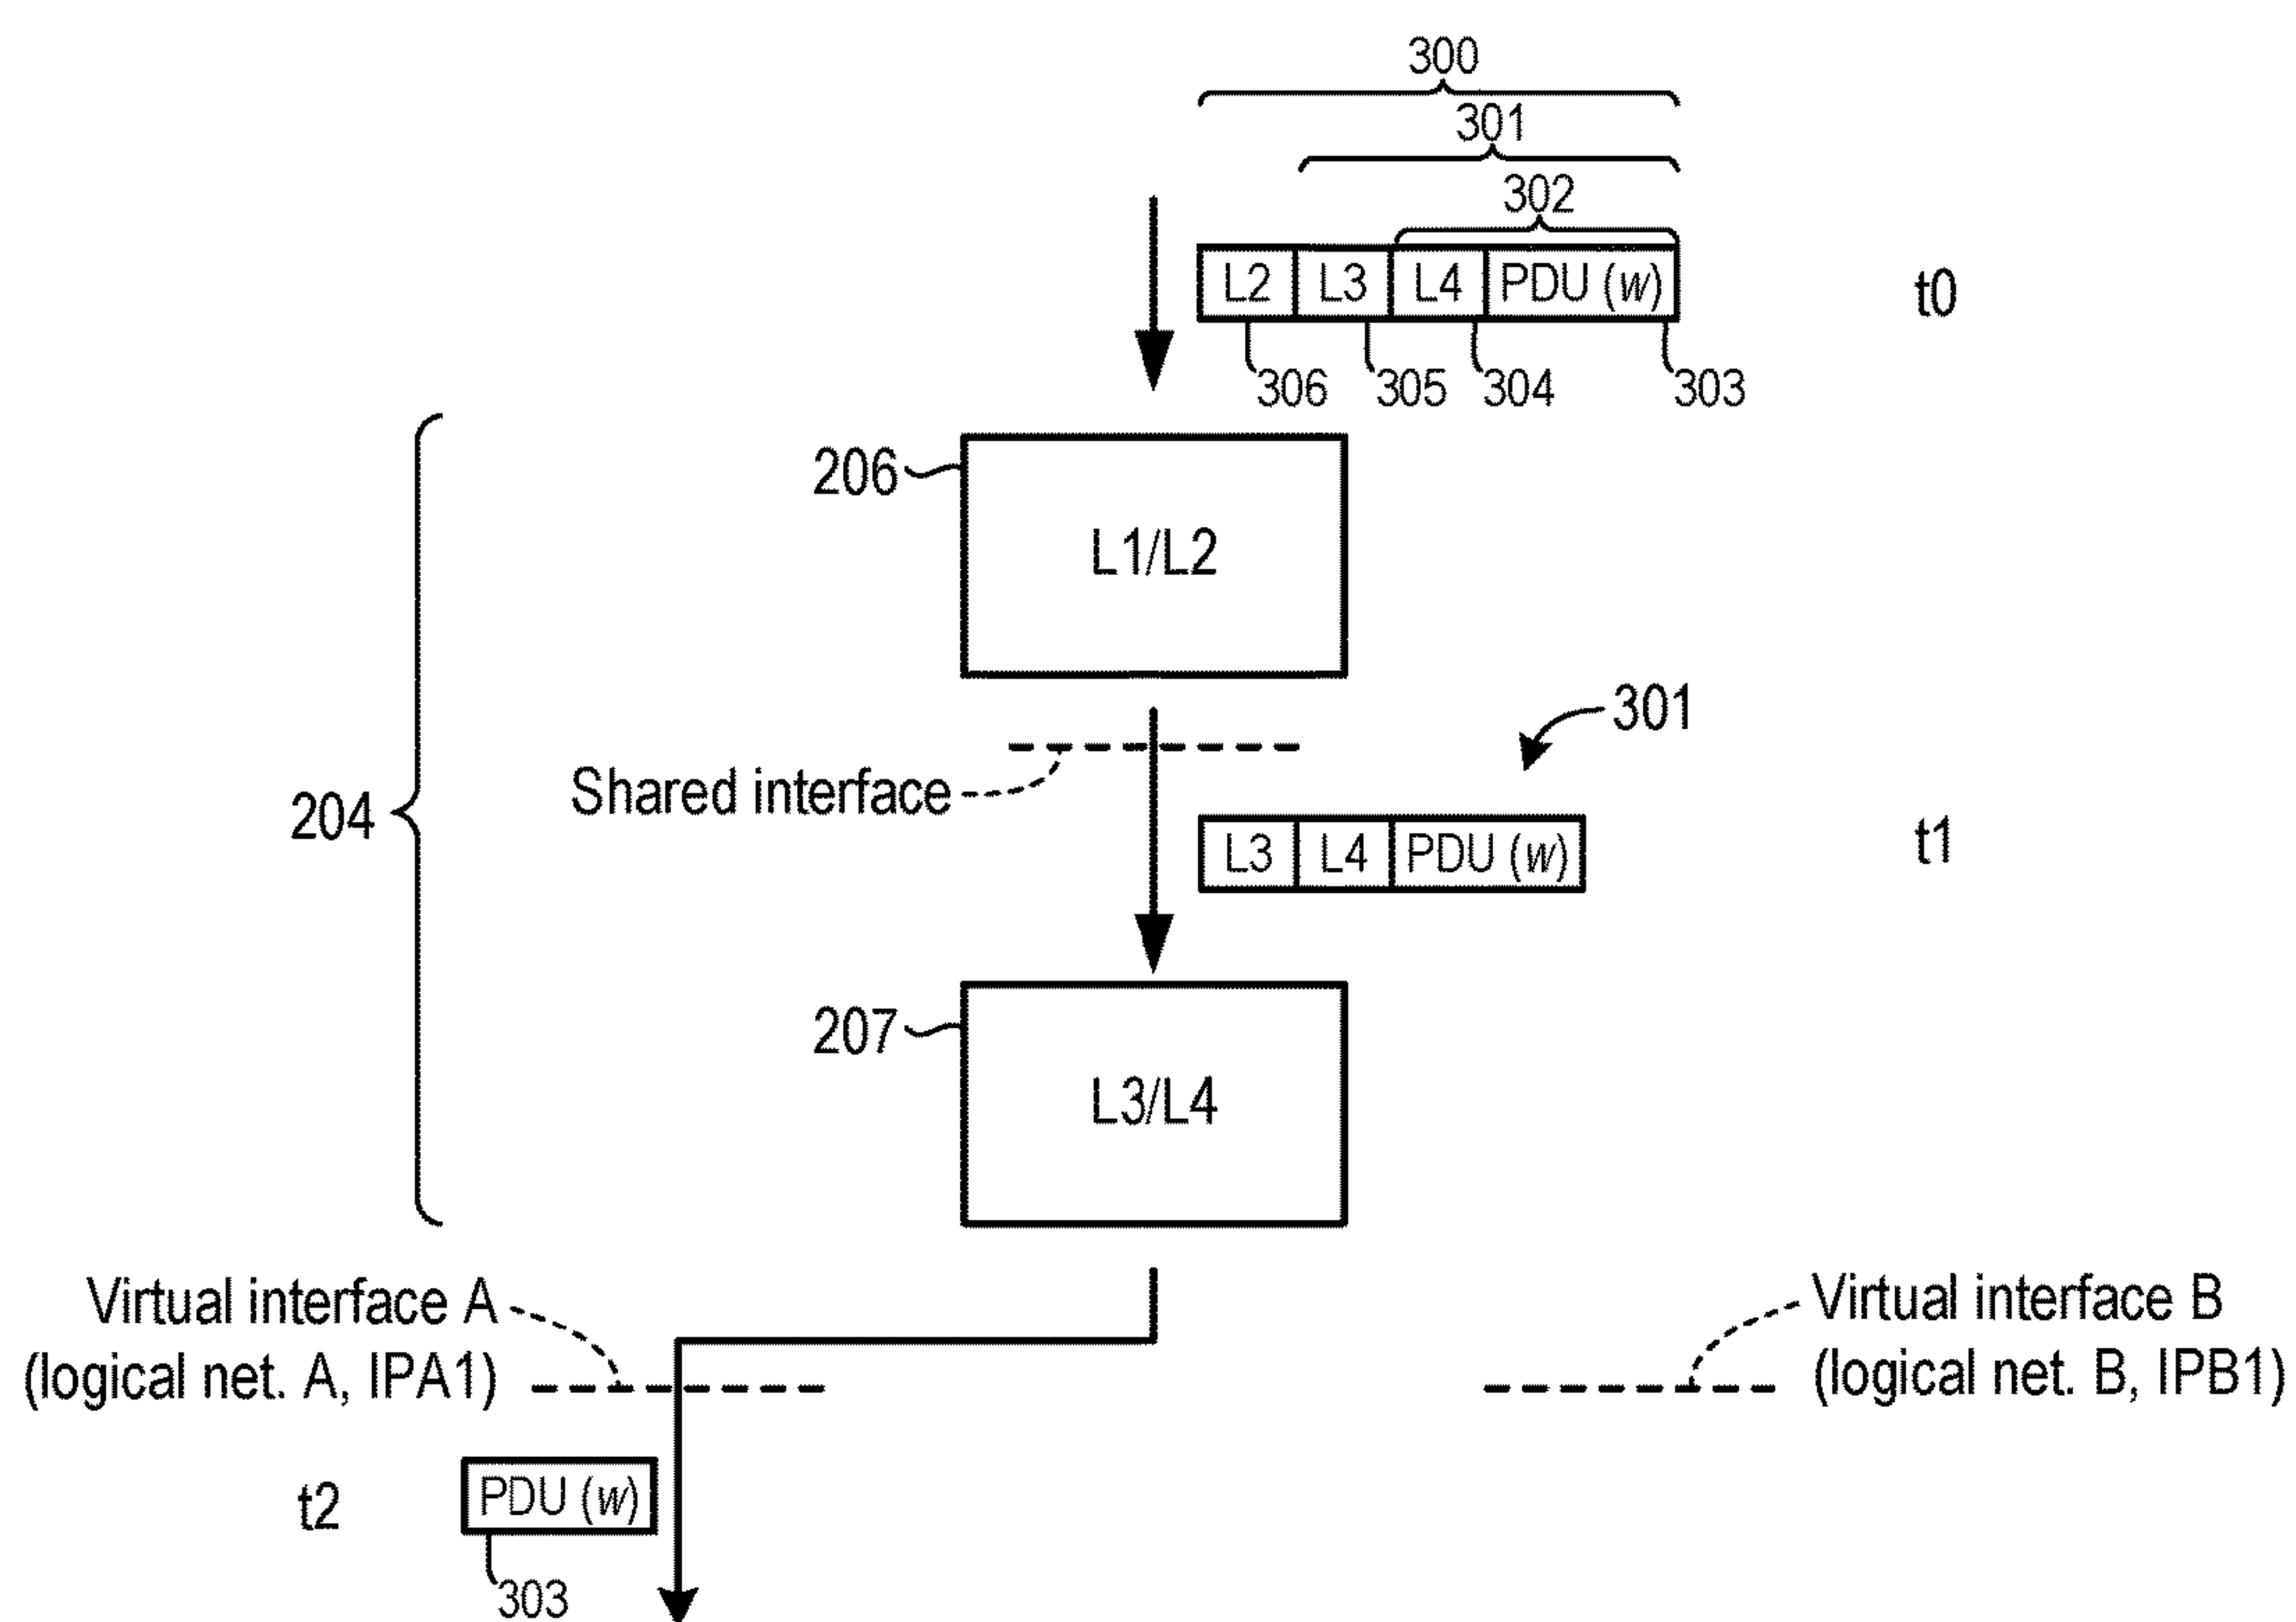 300
301
302
L2 L3 L4 PDU (w) t0
306 305 304 303
206
L1/L2
301
Shared interface
204
L3 L4 PDU (w) t1
207
L3/L4
Virtual interface A
(logical net. A, IPA1)
Virtual interface B
(logical net. B, IPB1)
t2 PDU (w)
303